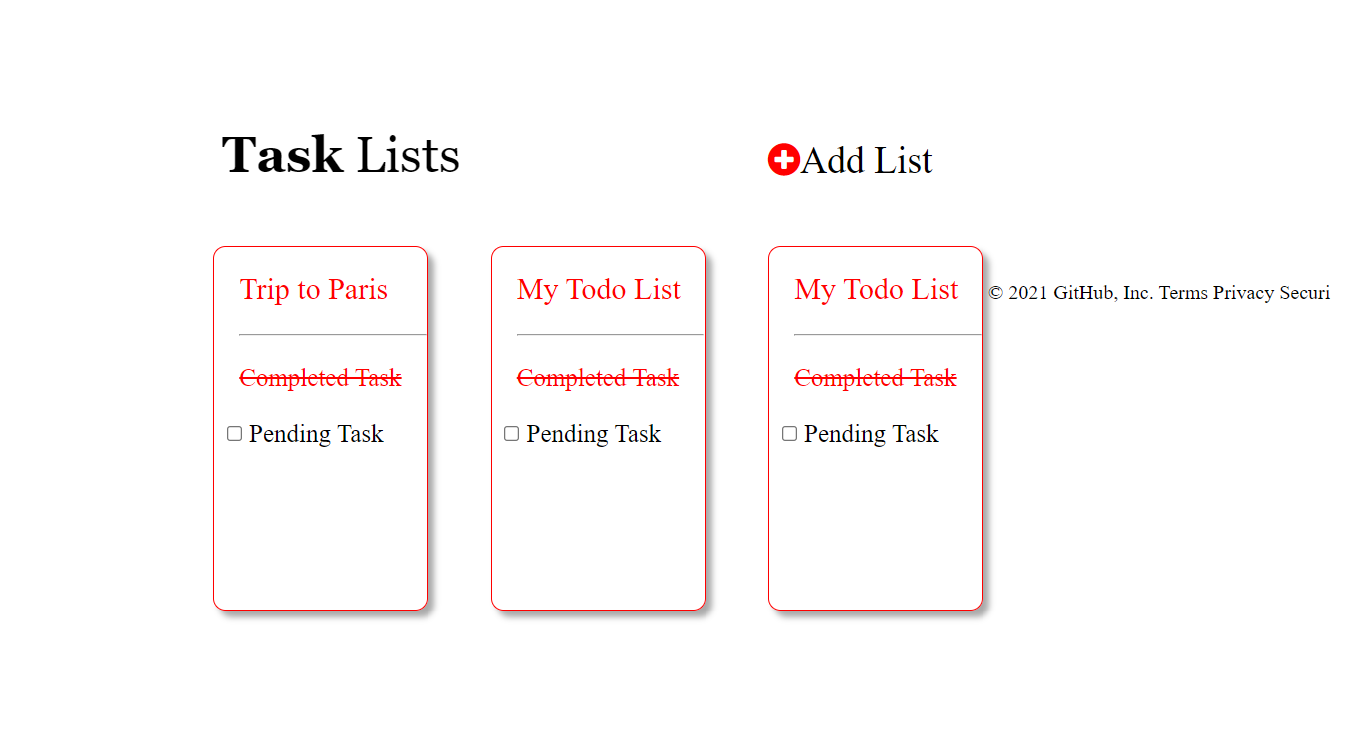 Task Lists
Add List
Trip to Paris
Completed Task
Pending Task
My Todo List
Completed Task
Pending Task
My Todo List
Completed Task
Pending Task
© 2021 GitHub, Inc. Terms Privacy Securi